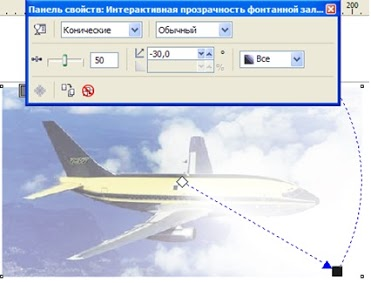 200
Панель свойств: Интерактивная прозрачность фонтанной зал...
Конические Обычный
50 -30,0 ° Все
%